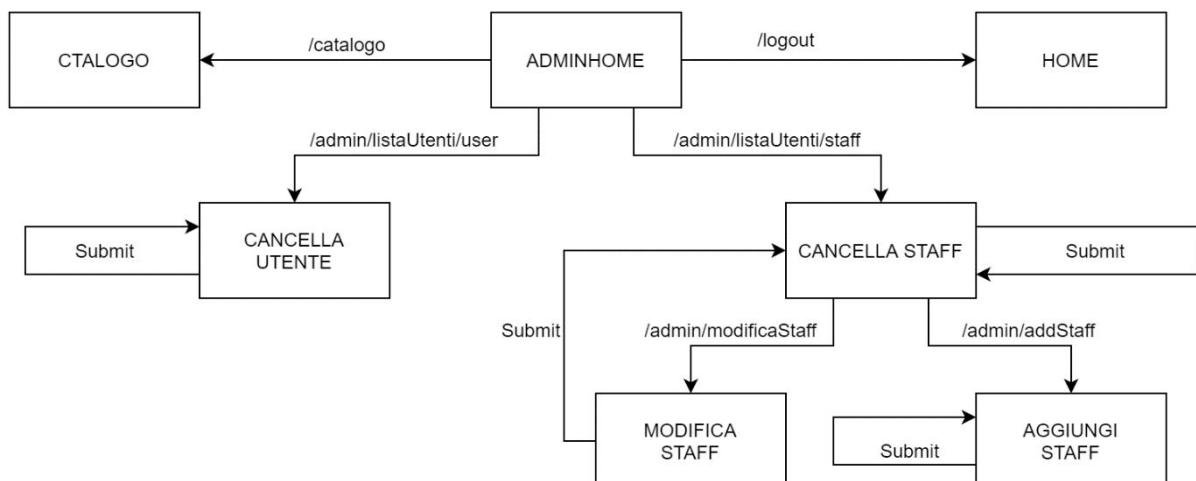 CTALOGO
/catalogo
ADMINHOME
/logout
HOME
/admin/listaUtenti/user
/admin/listaUtenti/staff
Submit
CANCELLA
UTENTE
CANCELLA STAFF
Submit
Submit
/admin/modificaStaff
/admin/addStaff
MODIFICA
STAFF
Submit
AGGIUNGI
STAFF